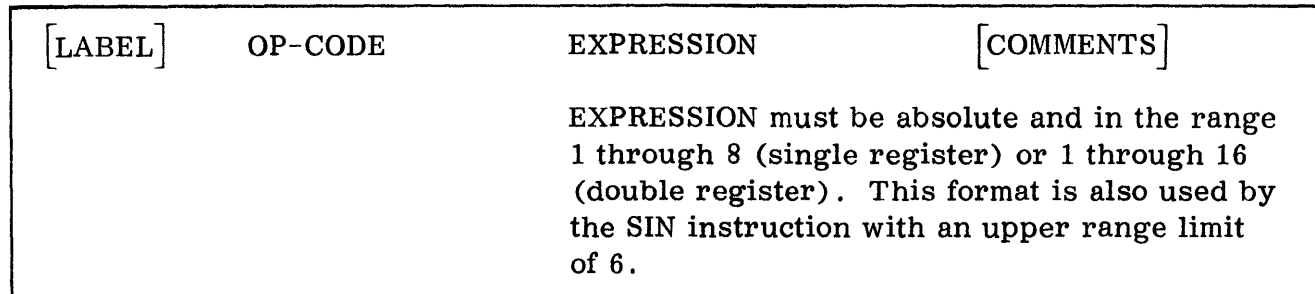 [LABEL] OP-CODE EXPRESSION [COMMENTS]
EXPRESSION must be absolute and in the range
1 through 8 (single register) or 1 through 16
(double register). This format is also used by
the SIN instruction with an upper range limit
of 6.